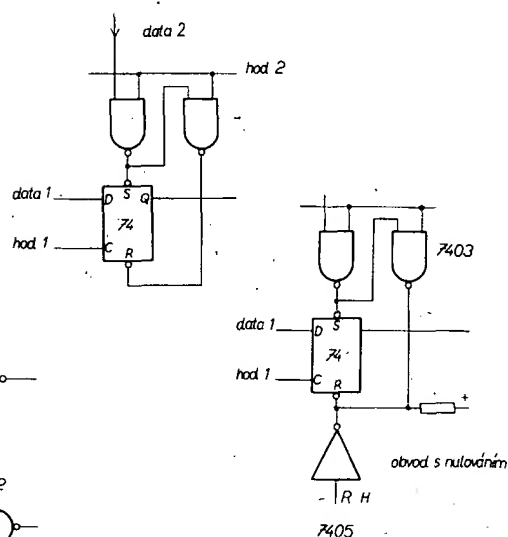 data 2
hod 2
data 1
D
S
Q
74
hod 1
C
R
7403
data 1
D
S
74
hod 1
C
R
+
obvod s nulováním
R H
7405